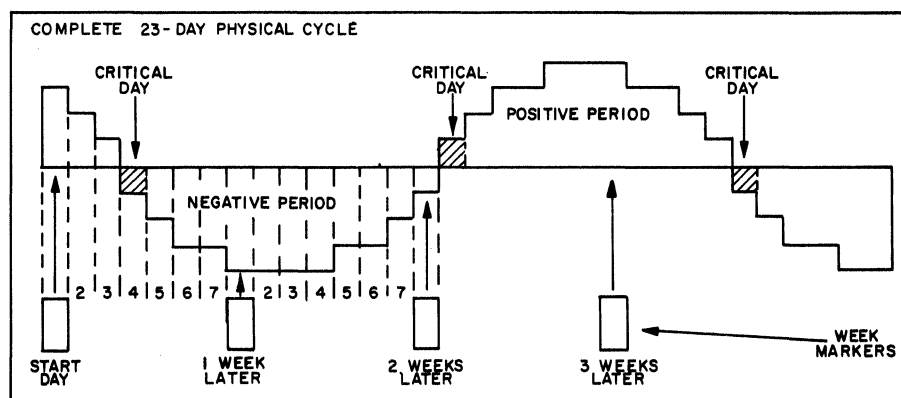 COMPLETE 23-DAY PHYSICAL CYCLE
CRITICAL
DAY
CRITICAL
DAY
CRITICAL
DAY
POSITIVE PERIOD
NEGATIVE PERIOD
2 3 4 5 6 7 2 3 4 5 6 7
START
DAY
1 WEEK
LATER
2 WEEKS
LATER
3 WEEKS
LATER
WEEK
MARKERS